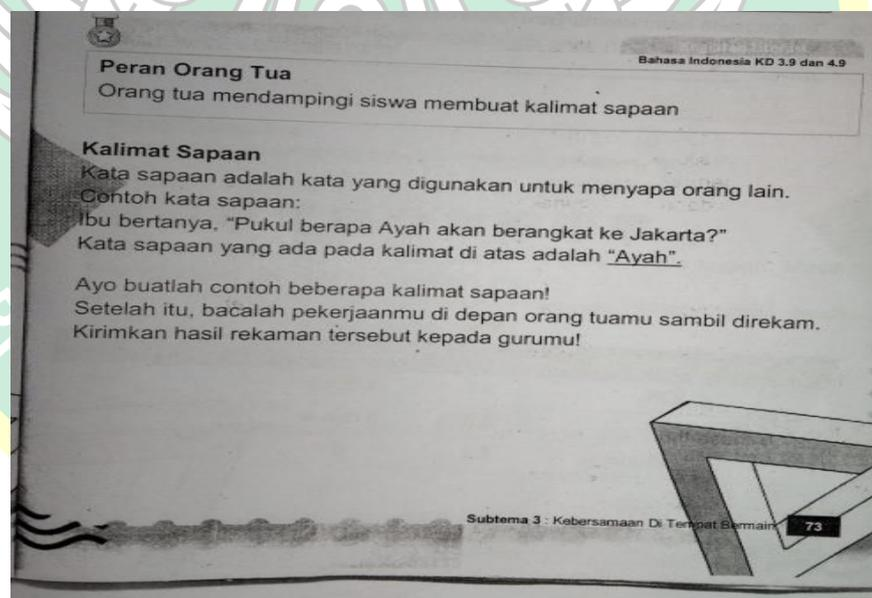 Bahasa Indonesia KD 3.9 dan 4.9
Peran Orang Tua
Orang tua mendampingi siswa membuat kalimat sapaan
Kalimat Sapaan
Kata sapaan adalah kata yang digunakan untuk menyapa orang lain.
Contoh kata sapaan:
Ibu bertanya, “Pukul berapa Ayah akan berangkat ke Jakarta?”
Kata sapaan yang ada pada kalimat di atas adalah “Ayah”.
Ayo buatlah contoh beberapa kalimat sapaan!
Setelah itu, bacalah pekerjaanmu di depan orang tuamu sambil direkam.
Kirimkan hasil rekaman tersebut kepada gurumu!
Subtema 3 : Kebersamaan Di Tempat Bermain 73